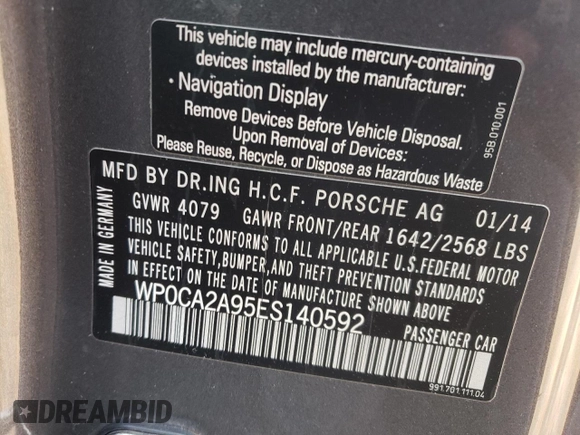 This vehicle may include mercury-containing
devices installed by the manufacturer:
• Navigation Display
Remove Devices Before Vehicle Disposal.
Upon Removal of Devices:
Please Reuse, Recycle, or Dispose as Hazardous Waste
95B.010.001
MFD BY DR.ING H.C.F. PORSCHE AG 01/14
GVWR 4079 GAWR FRONT/REAR 1642/2568 LBS
THIS VEHICLE CONFORMS TO ALL APPLICABLE U.S.FEDERAL MOTOR
VEHICLE SAFETY,BUMPER,AND THEFT PREVENTION STANDARDS
IN EFFECT ON THE DATE OF MANUFACTURE SHOWN ABOVE
WP0CA2A95ES140592
PASSENGER CAR
MADE IN GERMANY
991.701.111.04
DREAMBID